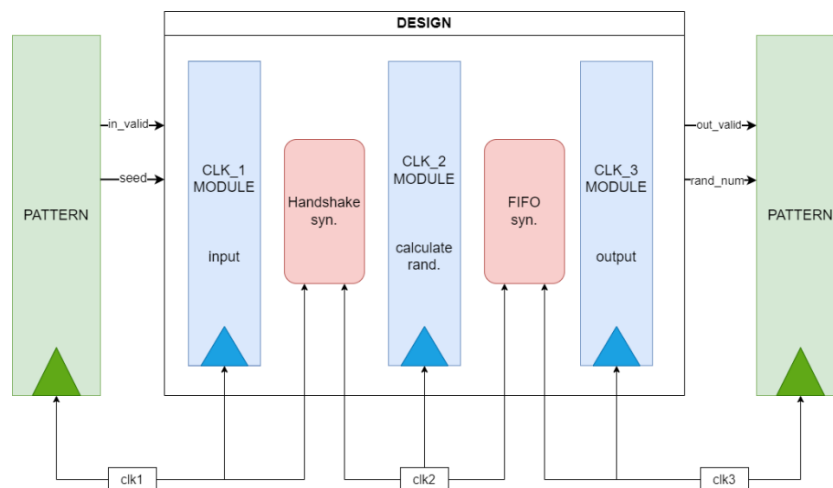 DESIGN
PATTERN
in_valid
seed
CLK_1
MODULE
input
Handshake
syn.
CLK_2
MODULE
calculate
rand.
FIFO
syn.
CLK_3
MODULE
output
out_valid
rand_num
PATTERN
clk1
clk2
clk3